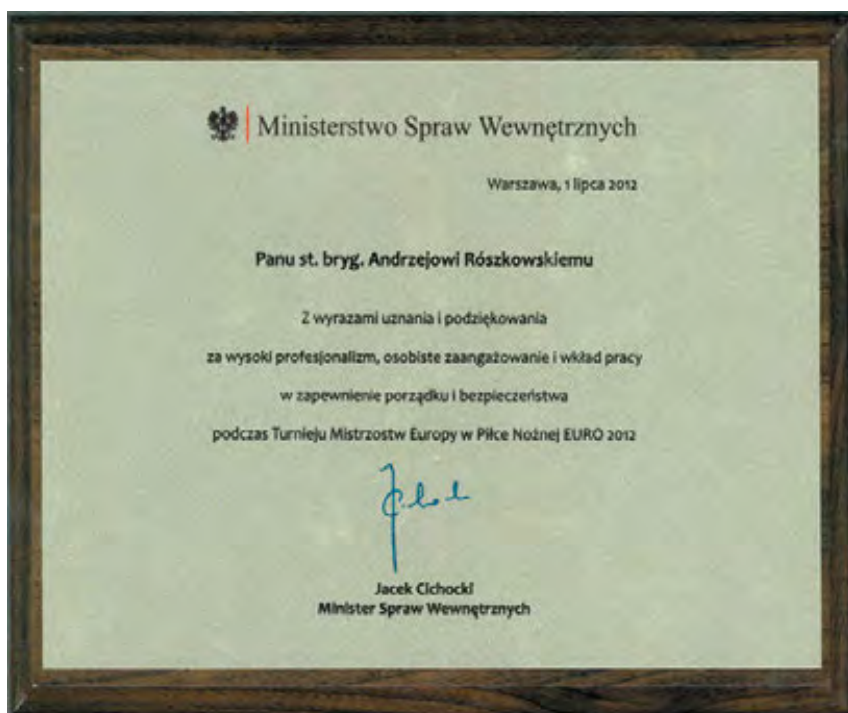 Ministerstwo Spraw Wewnętrznych
Warszawa, 1 lipca 2012
Panu st. bryg. Andrzejowi Rószkowskiemu
Z wyrazami uznania i podziękowania
za wysoki profesjonalizm, osobiste zaangażowanie i wkład pracy
w zapewnienie porządku i bezpieczeństwa
podczas Turnieju Mistrzostw Europy w Piłce Nożnej EURO 2012
Jacek Cichocki
Minister Spraw Wewnętrznych